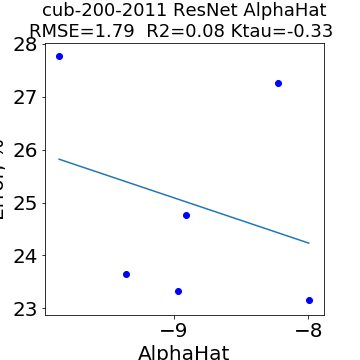 cub-200-2011 ResNet AlphaHat
RMSE=1.79 R2=0.08 Ktau=-0.33
28
27
26
25
24
23
−9
−8
AlphaHat